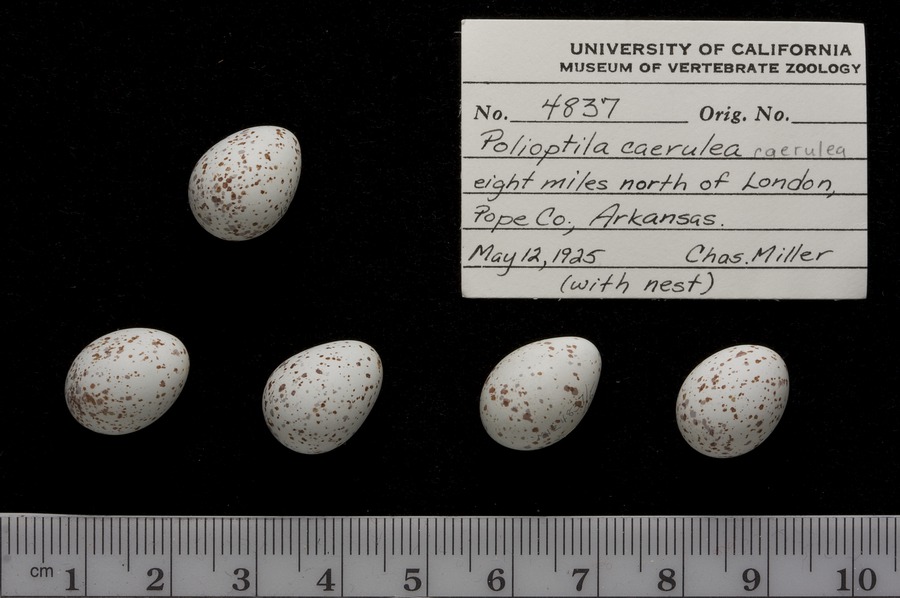 UNIVERSITY OF CALIFORNIA
MUSEUM OF VERTEBRATE ZOOLOGY
No. 4837 Orig. No.
Polioptila caerulea caerulea
eight miles north of London,
Pope Co., Arkansas.
May 12, 1925 Chas. Miller
(with nest)
cm 1 2 3 4 5 6 7 8 9 10